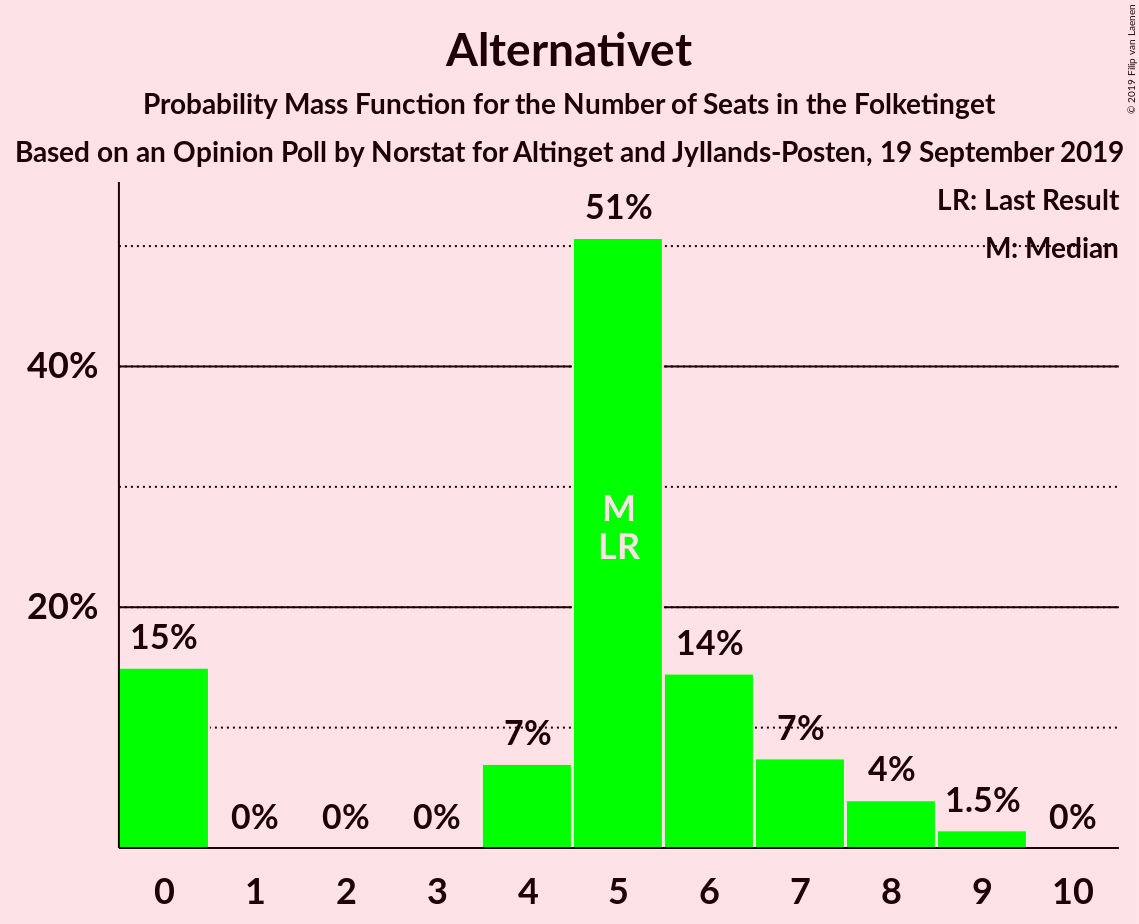 Alternativet
Probability Mass Function for the Number of Seats in the Folketinget
Based on an Opinion Poll by Norstat for Altinget and Jyllands-Posten, 19 September 2019
© 2019 Filip van Laenen
LR: Last Result
M: Median
51%
40%
M
LR
20%
15%
14%
7%
7%
4%
1.5%
0%
0%
0%
0%
0 1 2 3 4 5 6 7 8 9 10